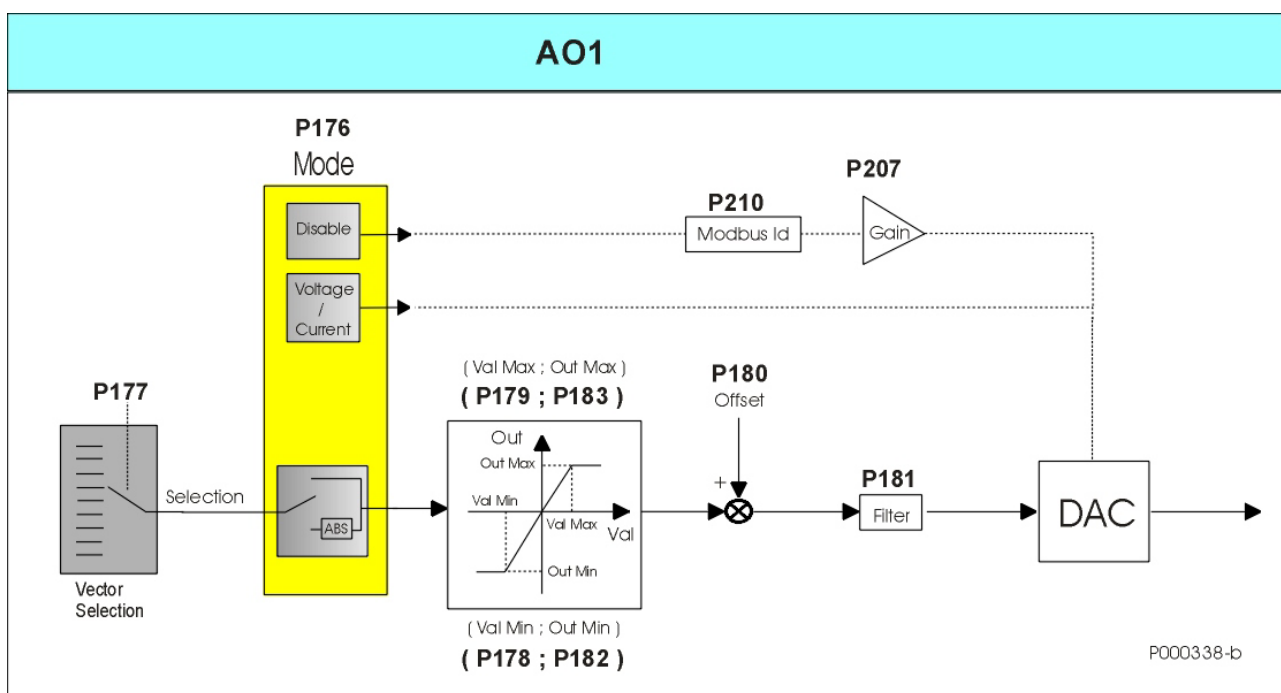 AO1
P176
Mode
P207
P210
Disable
Modbus Id
Gain
Voltage
/
Current
( Val Max ; Out Max )
P177
( P179 ; P183 )
P180
Offset
Out
Out Max
P181
Selection
Val Min
+
Filter
DAC
ABS
Val Max
Val
Out Min
Vector
Selection
( Val Min ; Out Min )
( P178 ; P182 )
P000338-b